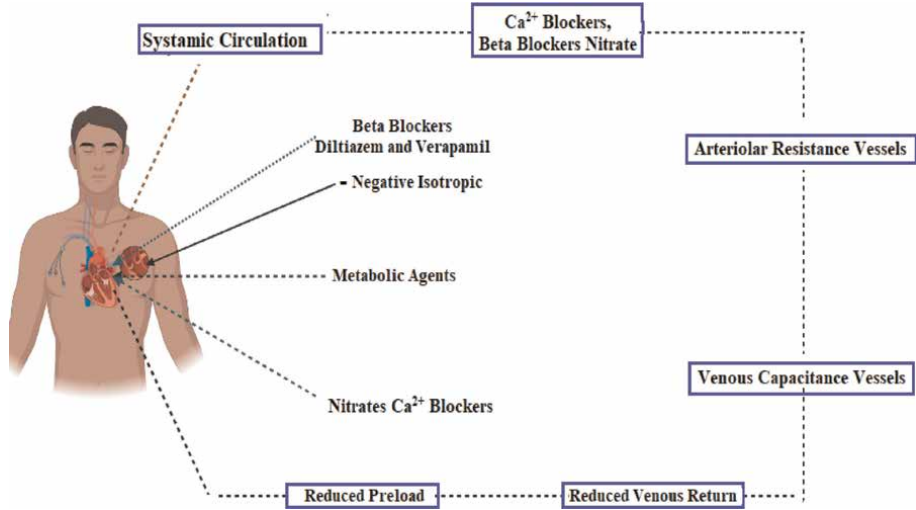 Systamic Circulation
Ca²⁺ Blockers,
Beta Blockers Nitrate
Beta Blockers
Diltiazem and Verapamil
Arteriolar Resistance Vessels
- Negative Isotropic
Metabolic Agents
Venous Capacitance Vessels
Nitrates Ca²⁺ Blockers
Reduced Preload
Reduced Venous Return